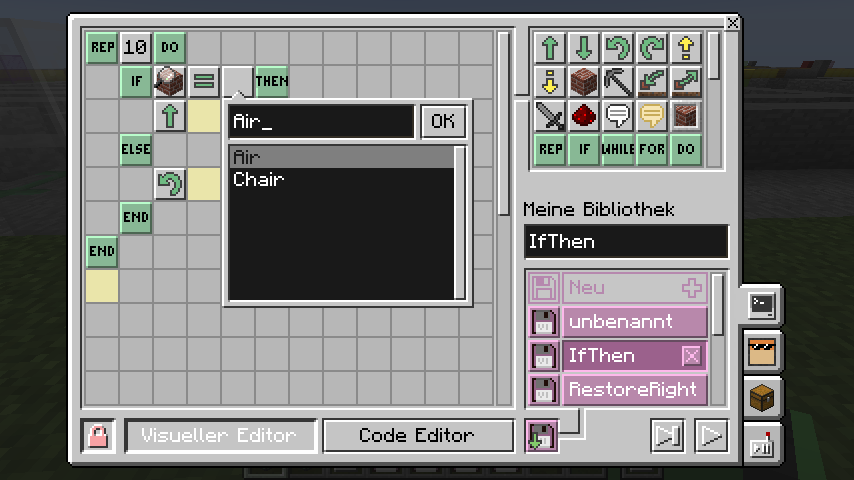 REP 10 DO
IF = THEN
Air_ OK
Air
Chair
ELSE
END
END
REP IF WHILE FOR DO
Meine Bibliothek
IfThen
Neu
unbenannt
IfThen
RestoreRight
Visueller Editor Code Editor